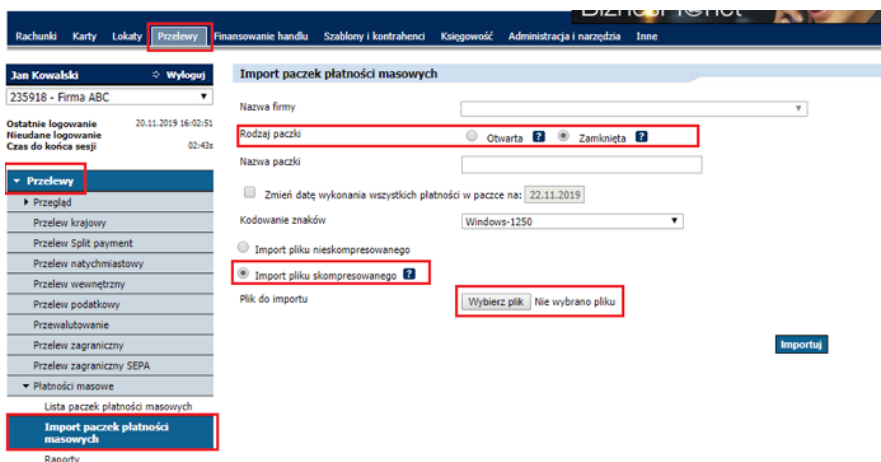 Rachunki Karty Lokaty Przelewy Finansowanie handlu Szablony i kontrahenci Księgowość Administracja i narzędzia Inne
Jan Kowalski Wyloguj
235918 - Firma ABC
Ostatnie logowanie 20.11.2019 16:02:51
Nieudane logowanie
Czas do końca sesji 02:43s
Przelewy
Przegląd
Przelew krajowy
Przelew Split payment
Przelew natychmiastowy
Przelew wewnętrzny
Przelew podatkowy
Przewalutowanie
Przelew zagraniczny
Przelew zagraniczny SEPA
Płatności masowe
Lista paczek płatności masowych
Import paczek płatności
masowych
Raporty
Import paczek płatności masowych
Nazwa firmy
Rodzaj paczki Otwarta ? Zamknięta ?
Nazwa paczki
Zmień datę wykonania wszystkich płatności w paczce na: 22.11.2019
Kodowanie znaków Windows-1250
Import pliku nieskompresowanego
Import pliku skompresowanego ?
Plik do importu Wybierz plik Nie wybrano pliku
Importuj